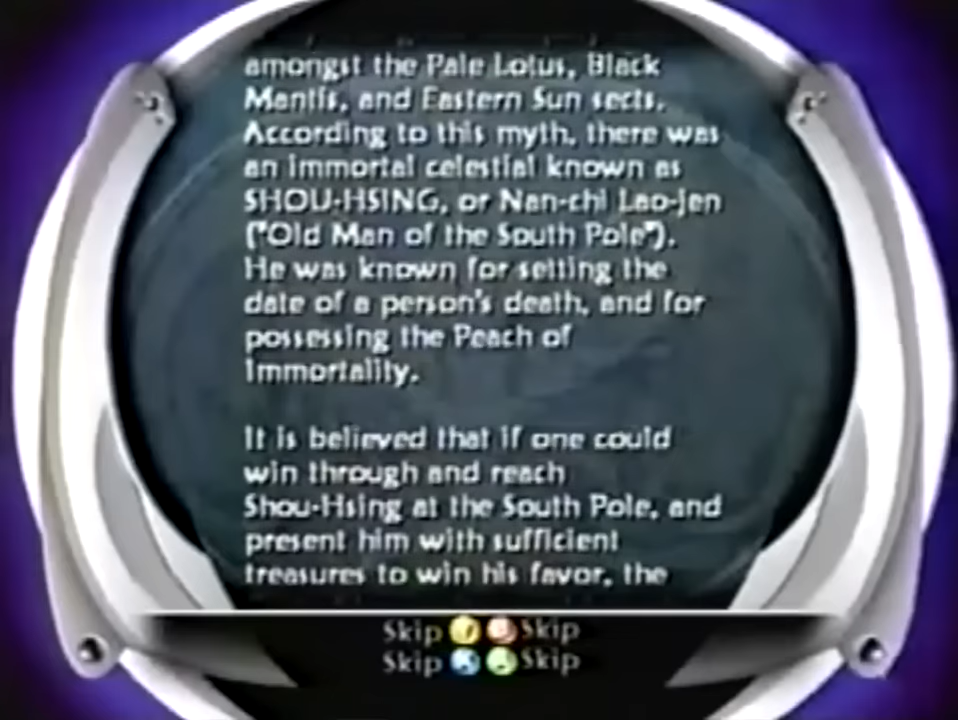 amongst the Pale Lotus, Black
Mantis, and Eastern Sun sects.
According to this myth, there was
an immortal celestial known as
SHOU-HSING, or Nan-chi Lao-jen
("Old Man of the South Pole").
He was known for setting the
date of a person's death, and for
possessing the Peach of
Immortality.
It is believed that if one could
win through and reach
Shou-Hsing at the South Pole, and
present him with sufficient
treasures to win his favor, the
Skip Skip
Skip Skip